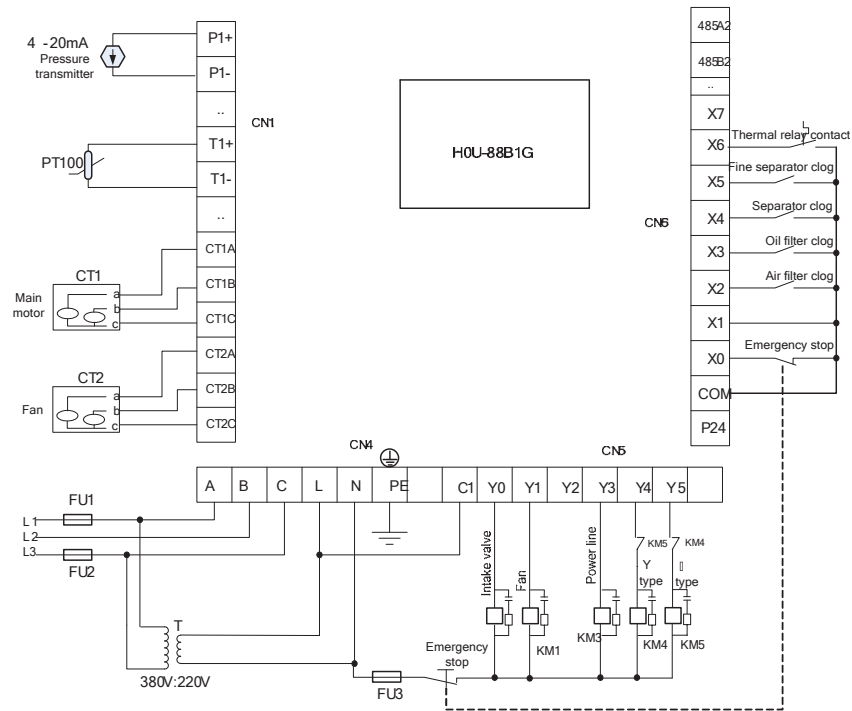 4 -20mA
Pressure
transmitter
P1+
P1-
..
T1+
T1-
..
CT1A
CT1B
CT1C
CT2A
CT2B
CT2C
CN1
PT100
CT1
Main
motor
a
b
c
CT2
Fan
a
b
c
H0U-88B1G
CN6
485A2
485B2
..
X7
X6
X5
X4
X3
X2
X1
X0
COM
P24
Thermal relay contact
Fine separator clog
Separator clog
Oil filter clog
Air filter clog
Emergency stop
CN4
CN5
A B C L N PE C1 Y0 Y1 Y2 Y3 Y4 Y5
FU1
L1
L2
L3
FU2
T
380V:220V
Intake valve
Fan
KM1
Power line
KM3
KM5
Y
type
KM4
KM4
type
KM5
Emergency
stop
FU3